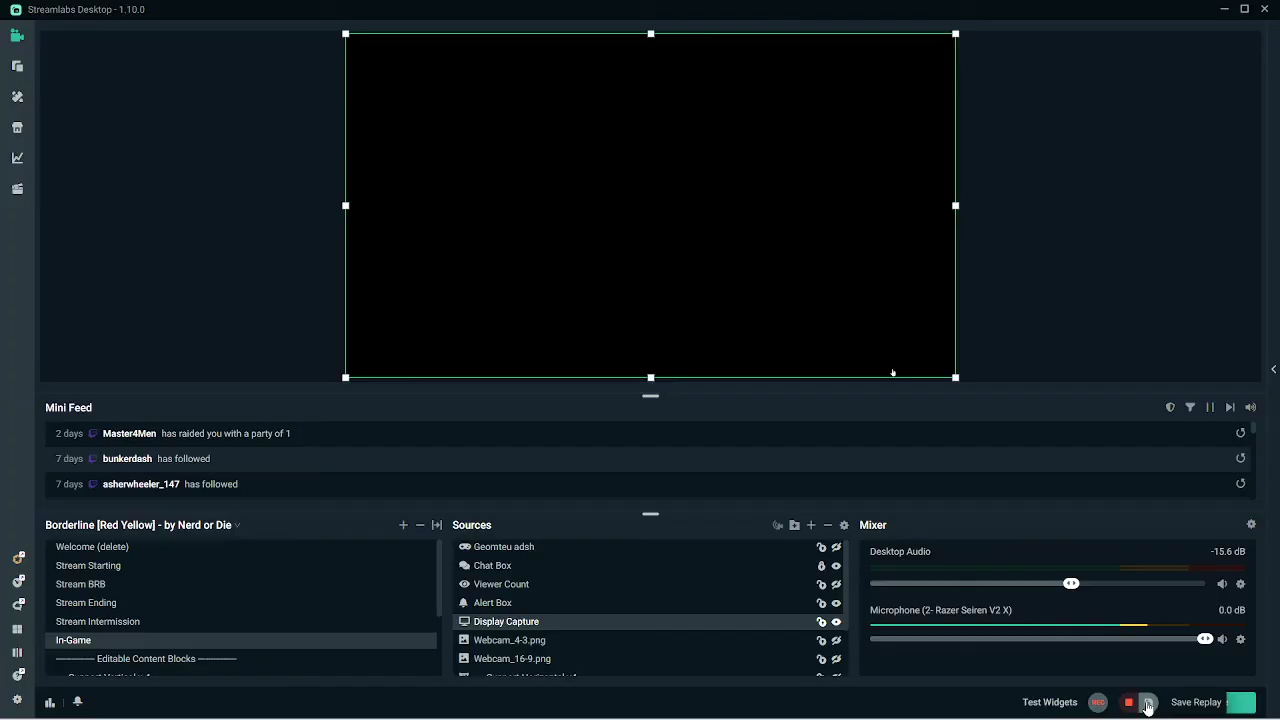 Streamlabs Desktop - 1.10.0
Mini Feed
2 days Master4Men has raided you with a party of 1
7 days bunkerdash has followed
7 days asherwheeler_147 has followed
Borderline [Red Yellow] - by Nerd or Die
Welcome (delete)
Stream Starting
Stream BRB
Stream Ending
Stream Intermission
In-Game
Editable Content Blocks
Sources
Geomteu adsh
Chat Box
Viewer Count
Alert Box
Display Capture
Webcam_4-3.png
Webcam_16-9.png
Mixer
Desktop Audio -15.6 dB
Microphone (2- Razer Seiren V2 X) 0.0 dB
Test Widgets REC Save Replay